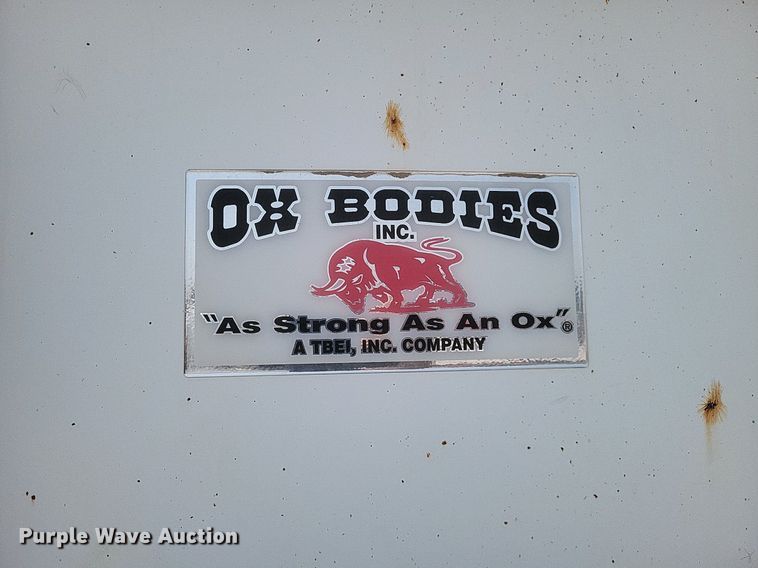 OX BODIES
INC.
"As Strong As An Ox"®
A TBEI, INC. COMPANY
Purple Wave Auction